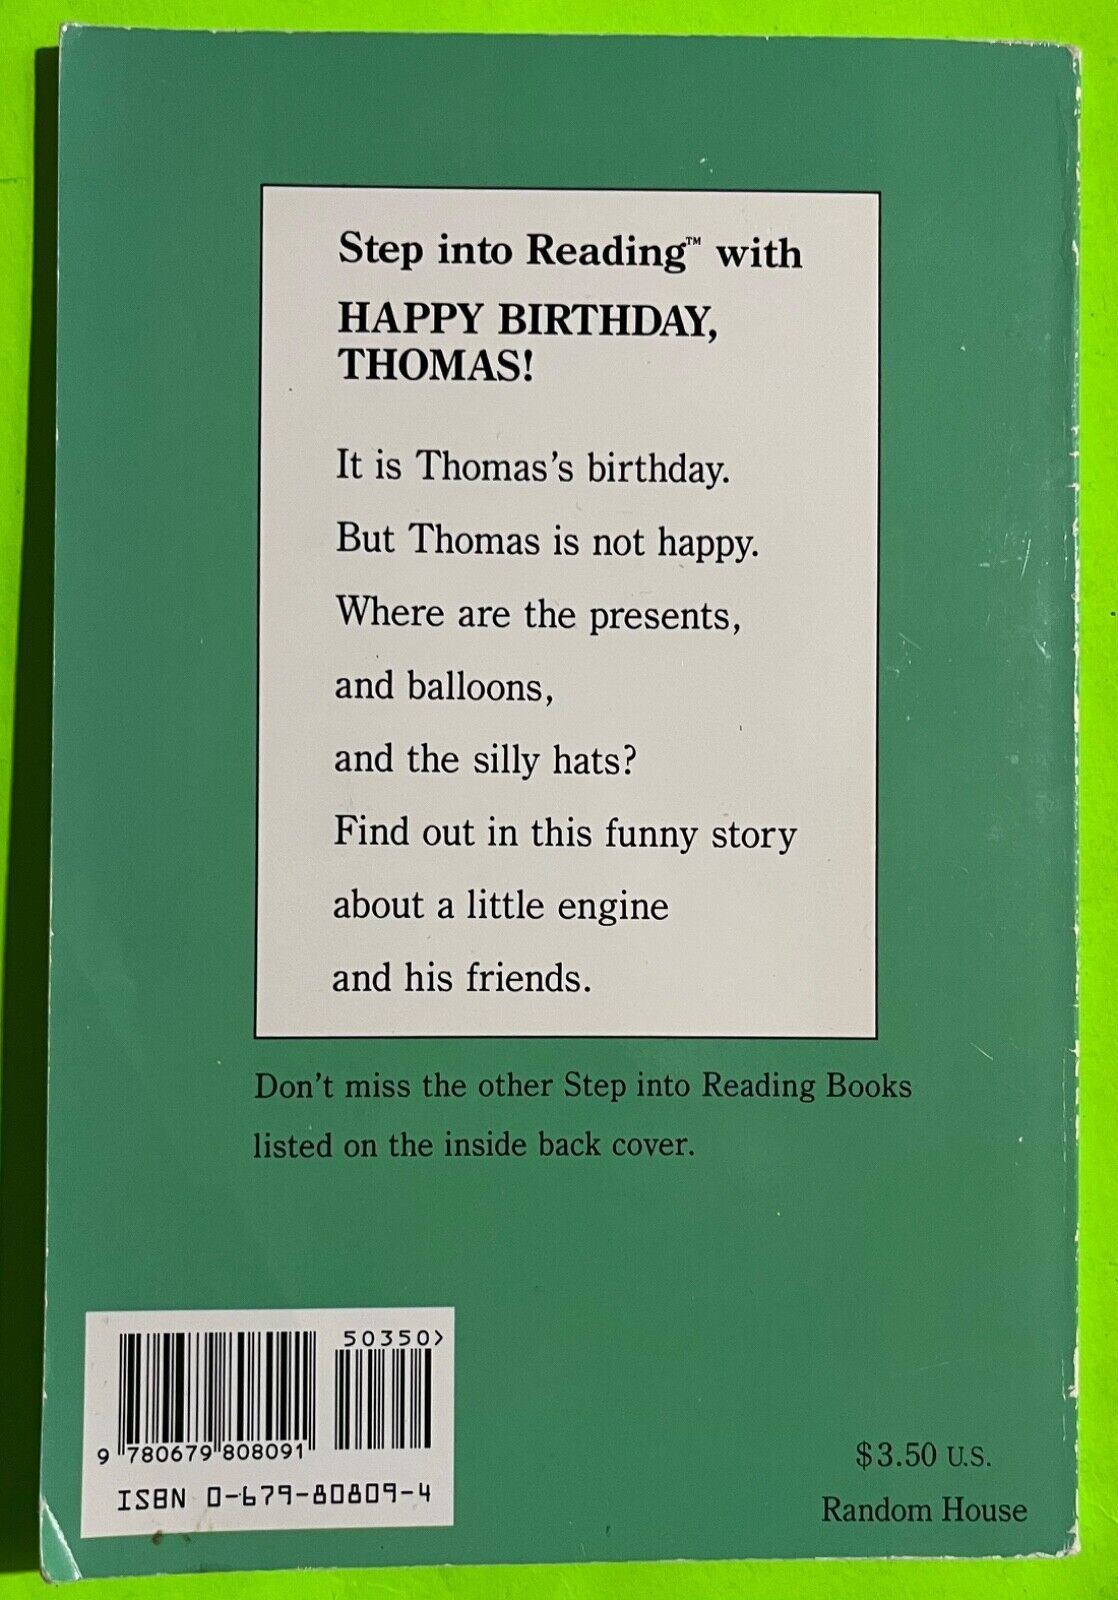 Step into Reading™ with
HAPPY BIRTHDAY,
THOMAS!
It is Thomas's birthday.
But Thomas is not happy.
Where are the presents,
and balloons,
and the silly hats?
Find out in this funny story
about a little engine
and his friends.
Don't miss the other Step into Reading Books
listed on the inside back cover.
50350>
9 780679 808091
ISBN 0-679-80809-4
$3.50 U.S.
Random House